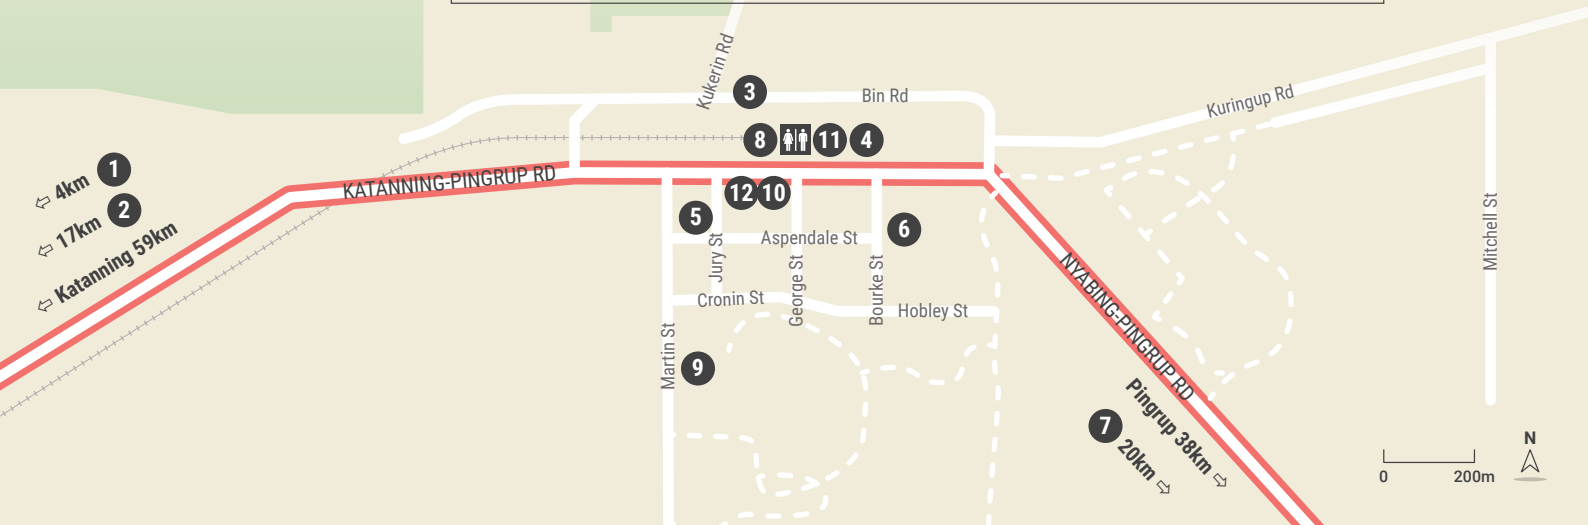 Kukerin Rd
3
Bin Rd
Kuringup Rd
8
11
4
1
4km
KATANNING-PINGRUP RD
2
17km
Katanning 59km
12
10
5
6
Aspendale St
Jury St
George St
Bourke St
Cronin St
Hobley St
Martin St
9
Mitchell St
NYABING-PINGRUP RD
Pingrup 38km
7
20km
N
0
200m